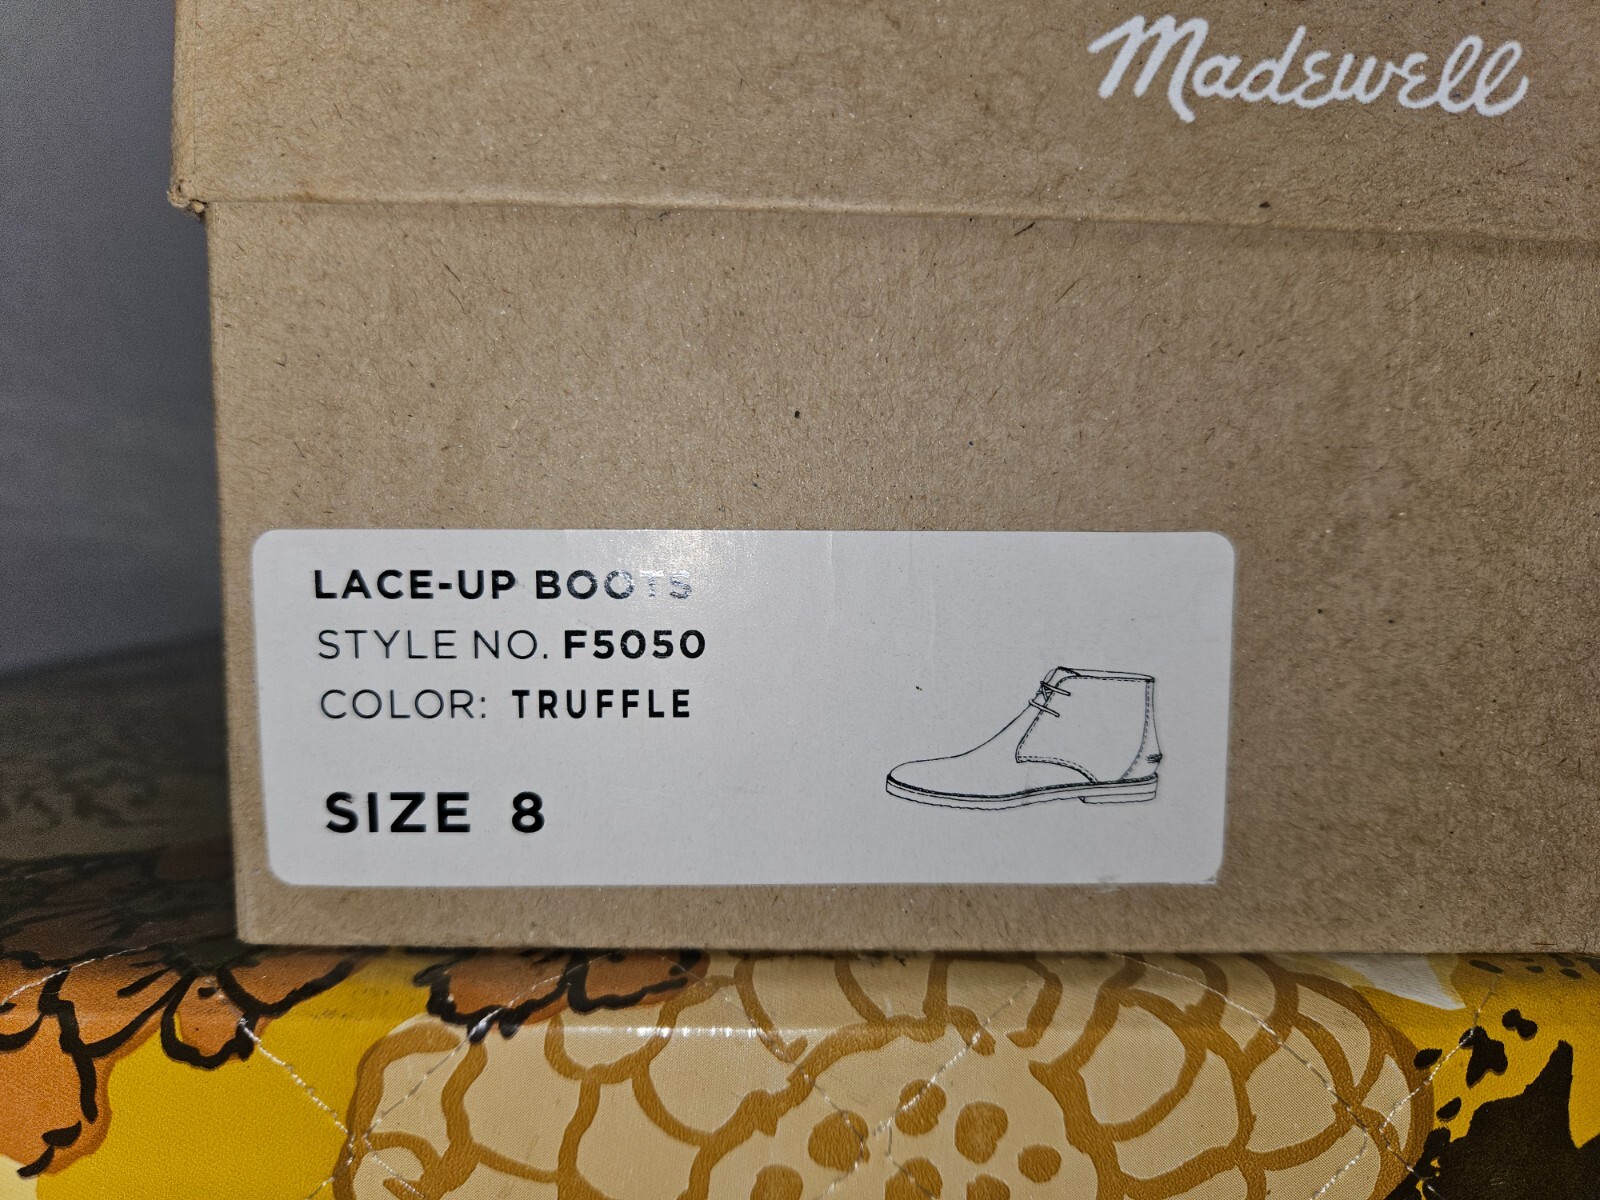 Madewell
LACE-UP BOOTS
STYLE NO. F5050
COLOR: TRUFFLE
SIZE 8